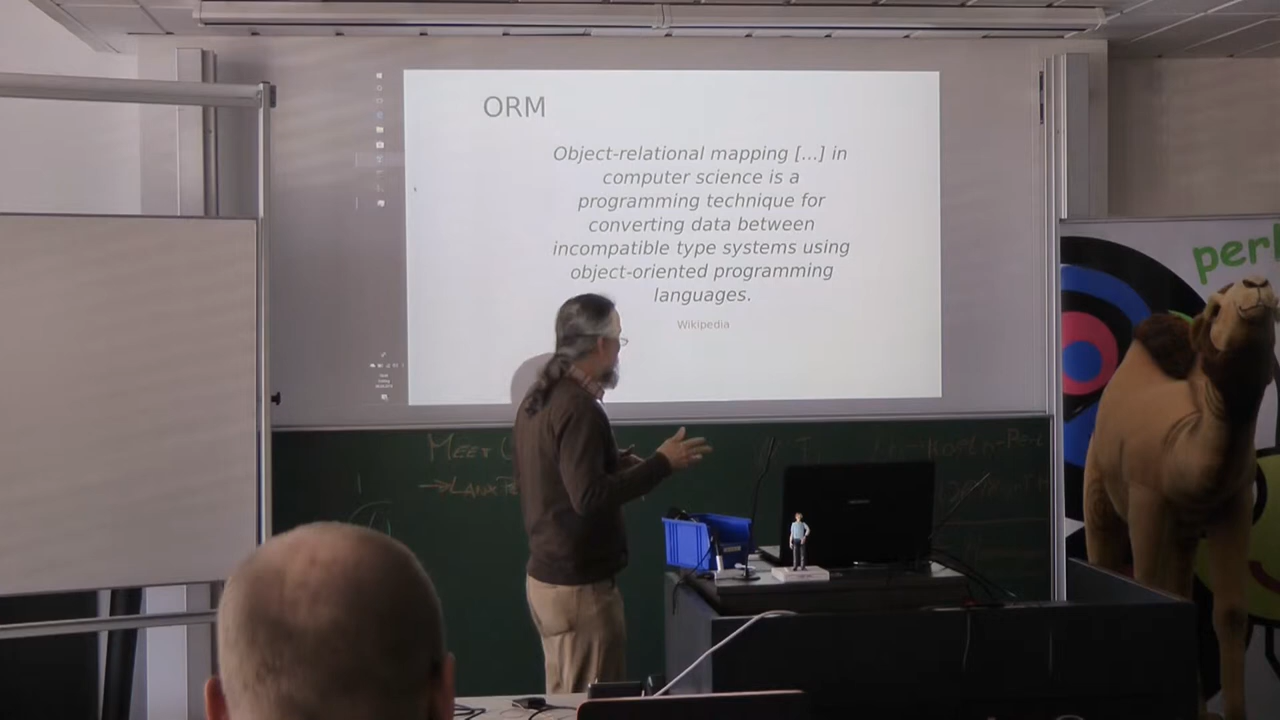 ORM
Object-relational mapping [...] in
computer science is a
programming technique for
converting data between
incompatible type systems using
object-oriented programming
languages.
Wikipedia
perl
MEET